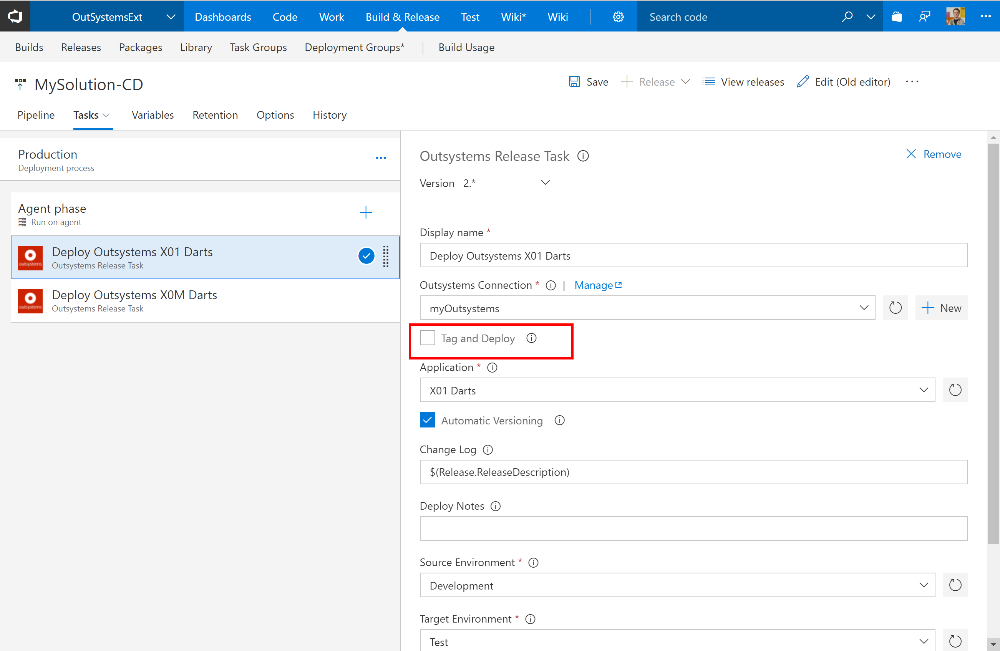 OutSystemsExt
Dashboards Code Work Build & Release Test Wiki* Wiki
Search code
Builds Releases Packages Library Task Groups Deployment Groups* Build Usage
MySolution-CD
Save Release View releases Edit (Old editor) ...
Pipeline Tasks Variables Retention Options History
Production
Deployment process
Agent phase
Run on agent
Deploy Outsystems X01 Darts
Outsystems Release Task
outsystems
Deploy Outsystems X0M Darts
Outsystems Release Task
outsystems
Outsystems Release Task
Remove
Version 2.*
Display name *
Deploy Outsystems X01 Darts
Outsystems Connection * | Manage
myOutsystems
New
Tag and Deploy
Application *
X01 Darts
Automatic Versioning
Change Log
$(Release.ReleaseDescription)
Deploy Notes
Source Environment *
Development
Target Environment *
Test